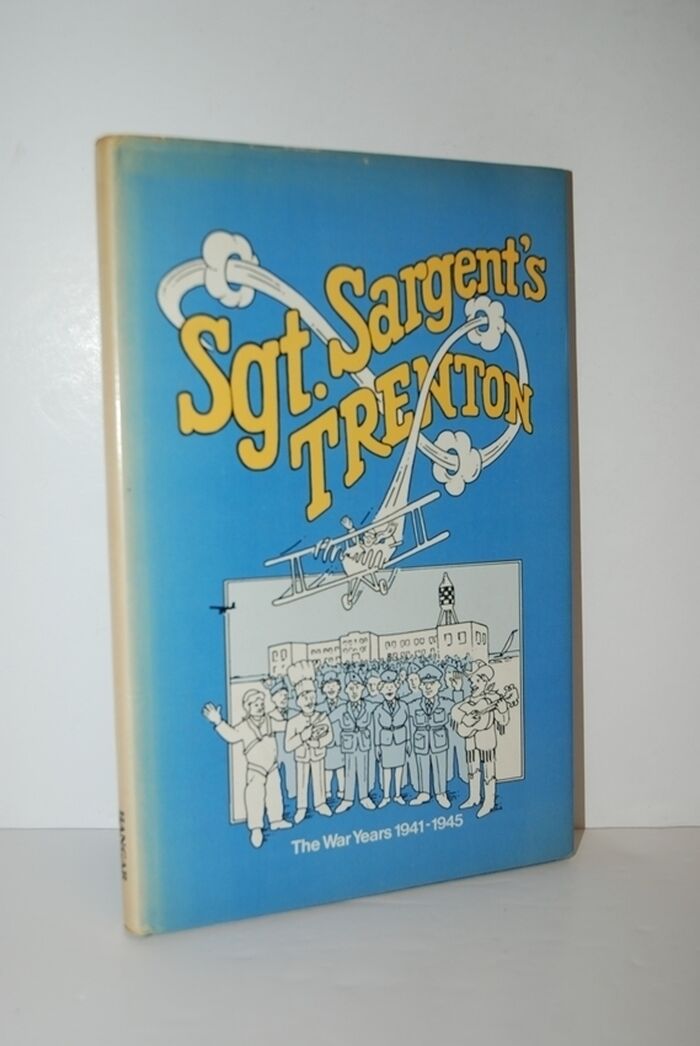 Sgt. Sargent's
TRENTON
The War Years 1941-1945
HANGAR